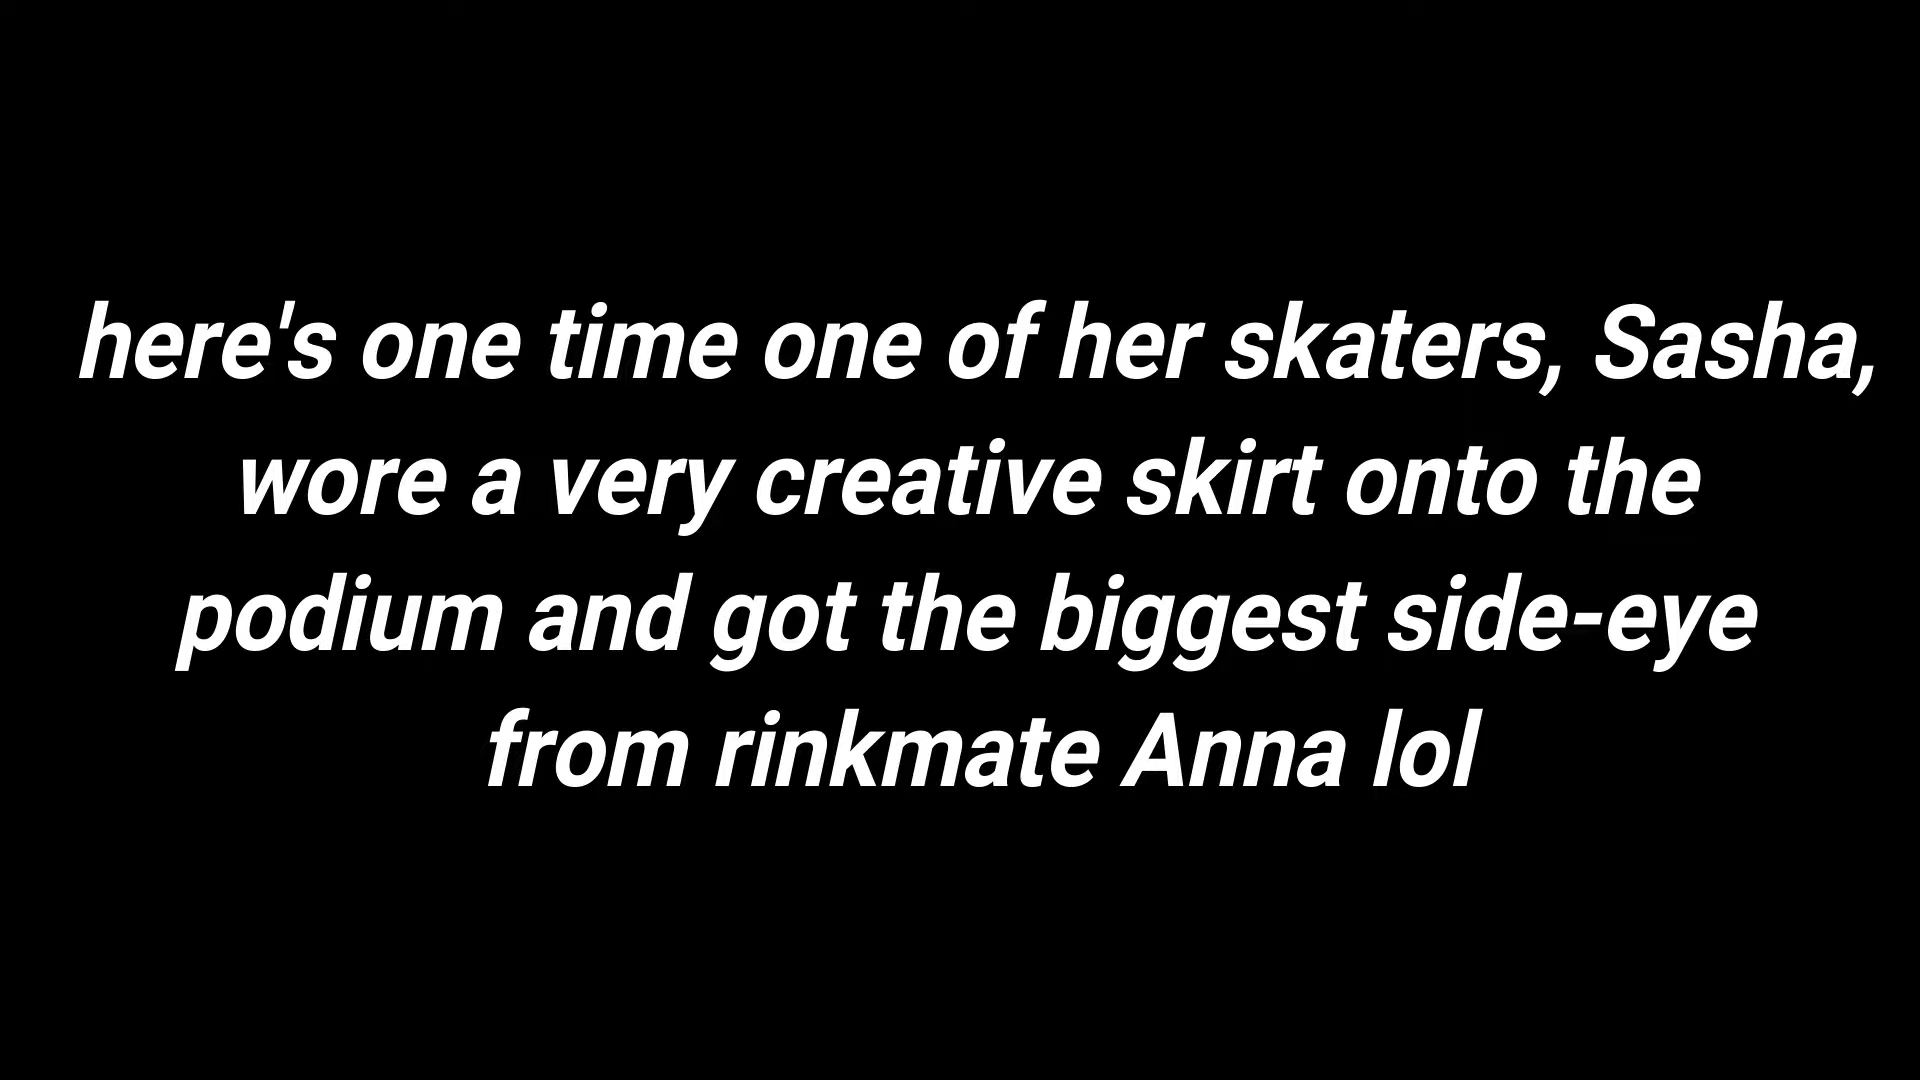 here's one time one of her skaters, Sasha,
wore a very creative skirt onto the
podium and got the biggest side-eye
from rinkmate Anna lol